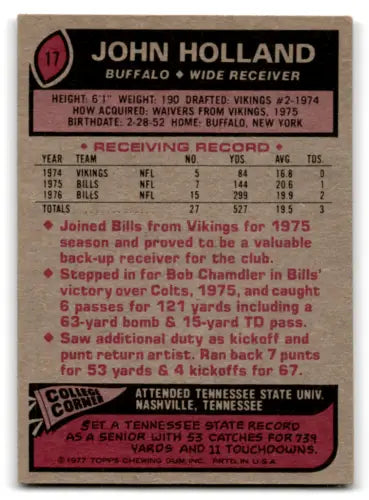 17
JOHN HOLLAND
BUFFALO ◆ WIDE RECEIVER
HEIGHT: 6'1" WEIGHT: 190 DRAFTED: VIKINGS #2-1974
HOW ACQUIRED: WAIVERS FROM VIKINGS, 1975
BIRTHDATE: 2-28-52 HOME: BUFFALO, NEW YORK
• RECEIVING RECORD •
YEAR TEAM NO. YDS. AVG. TDS.
1974 VIKINGS NFL 5 84 16.8 0
1975 BILLS NFL 7 144 20.6 1
1976 BILLS NFL 15 299 19.9 2
TOTALS 27 527 19.5 3
◆ Joined Bills from Vikings for 1975
season and proved to be a valuable
back-up receiver for the club.
◆ Stepped in for Bob Chandler in Bills'
victory over Colts, 1975, and caught
6 passes for 121 yards including a
63-yard bomb & 15-yard TD pass.
◆ Saw additional duty as kickoff and
punt return artist. Ran back 7 punts
for 53 yards & 4 kickoffs for 67.
COLLEGE
CORNER
ATTENDED TENNESSEE STATE UNIV.
NASHVILLE, TENNESSEE
SET A TENNESSEE STATE RECORD
AS A SENIOR WITH 53 CATCHES FOR 739
YARDS AND 11 TOUCHDOWNS.
© 1977 TOPPS CHEWING GUM, INC. PRTD. IN U.S.A.